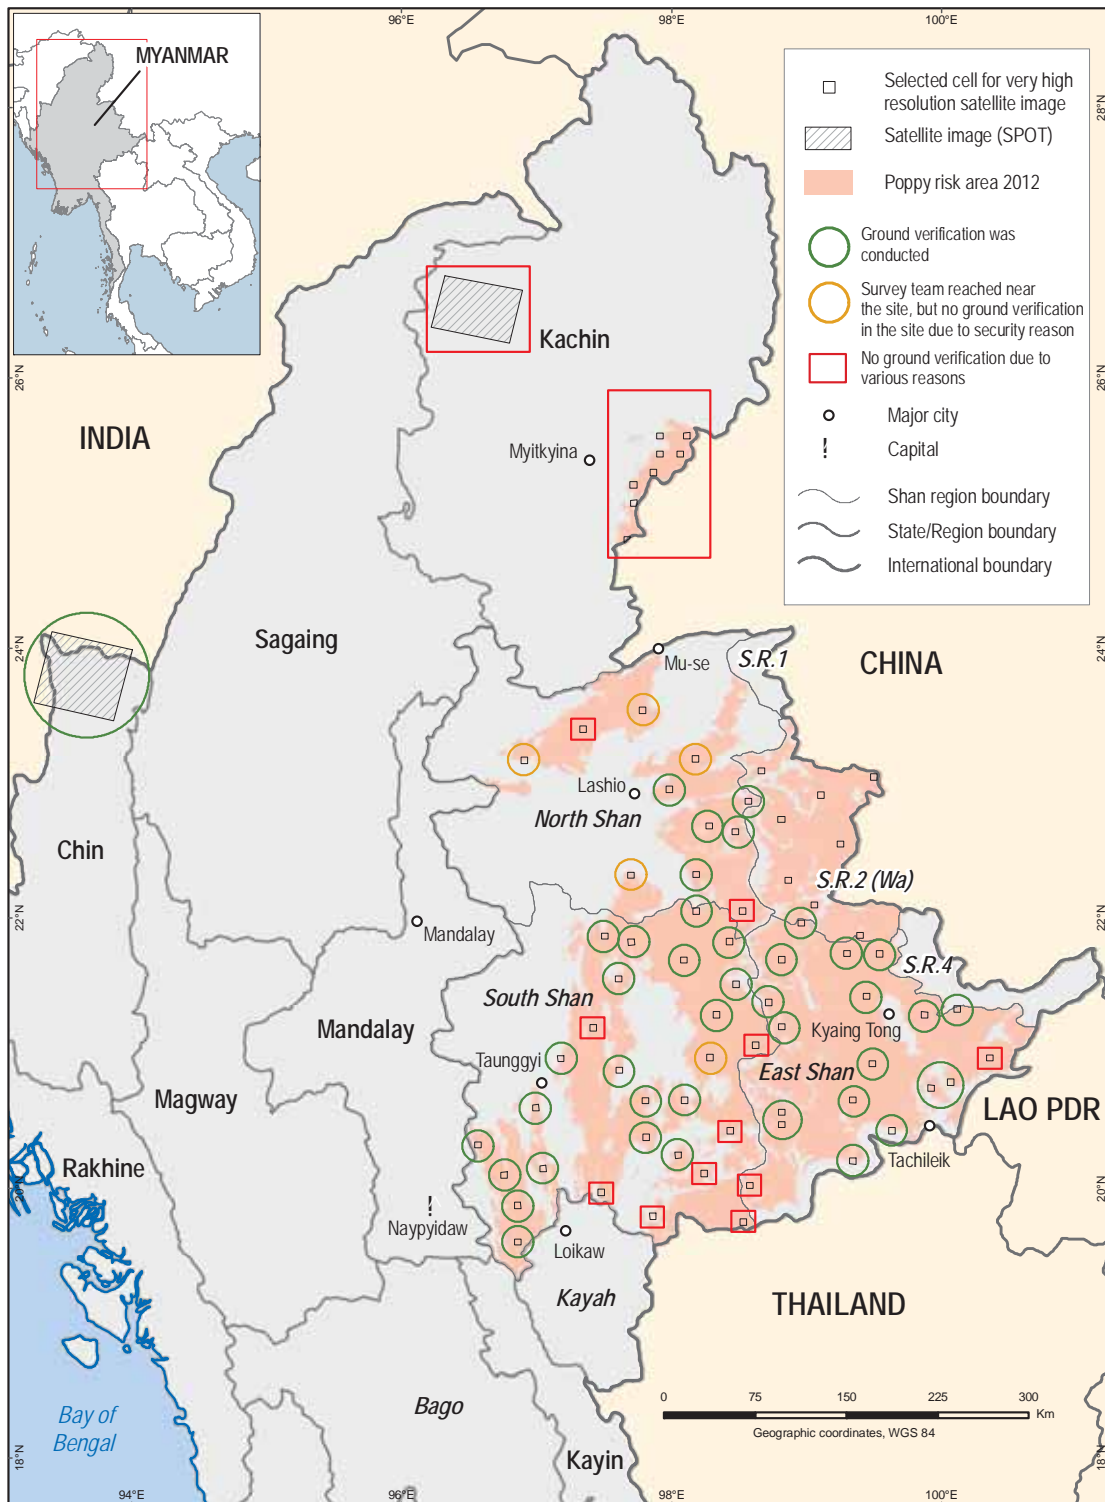 96°E
98°E
100°E
MYANMAR
Selected cell for very high
resolution satellite image
Satellite image (SPOT)
Poppy risk area 2012
Ground verification was
conducted
Survey team reached near
the site, but no ground verification
in the site due to security reason
No ground verification due to
various reasons
Major city
Capital
Shan region boundary
State/Region boundary
International boundary
28°N
Kachin
26°N
26°N
INDIA
Myitkyina
24°N
24°N
Sagaing
Mu-se
S.R.1
CHINA
Lashio
North Shan
Chin
S.R.2 (Wa)
22°N
22°N
Mandalay
S.R.4
South Shan
Mandalay
Kyaing Tong
Taunggyi
East Shan
Magway
LAO PDR
Rakhine
Tachileik
20°N
20°N
Naypyidaw
Loikaw
Kayah
THAILAND
Bago
0
75
150
225
300
Km
Geographic coordinates, WGS 84
Bay of
Bengal
Kayin
18°N
18°N
94°E
96°E
98°E
100°E